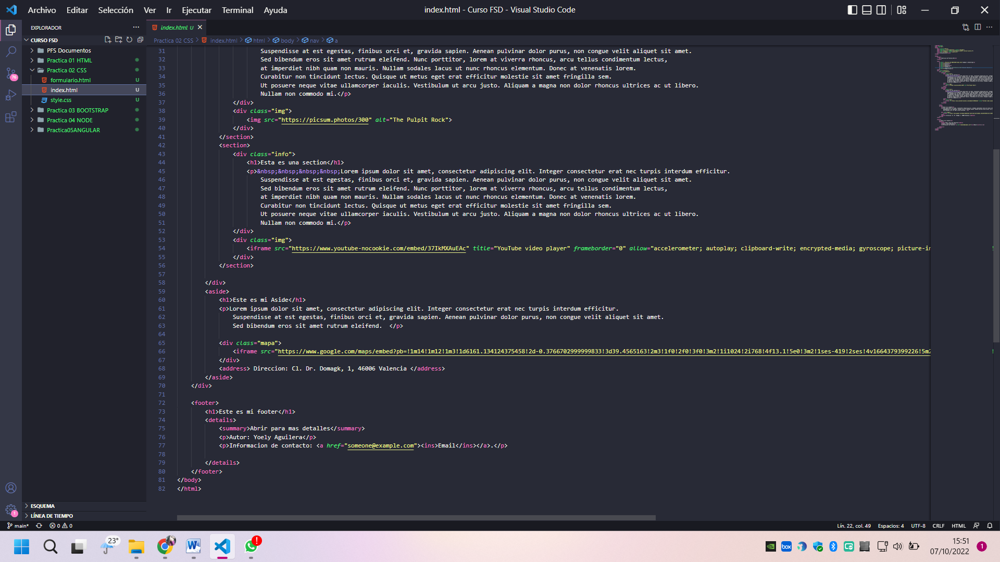 Archivo Editar Selección Ver Ir Ejecutar Terminal Ayuda
index.html - Curso FSD - Visual Studio Code
EXPLORADOR
CURSO FSD
PFS Documentos
Practica 01 HTML
Practica 02 CSS
formulario.html U
index.html U
style.css U
Practica 03 BOOTSTRAP
Practica 04 NODE
Practica05ANGULAR
ESQUEMA
LÍNEA DE TIEMPO
76
1
index.html U
Practica 02 CSS > index.html > html > body > nav > a
31 Suspendisse at est egestas, finibus orci et, gravida sapien. Aenean pulvinar dolor purus, non congue velit aliquet sit amet.
32 Sed bibendum eros sit amet rutrum eleifend. Nunc porttitor, lorem at viverra rhoncus, arcu tellus condimentum lectus,
33 at imperdiet nibh quam non mauris. Nullam sodales lacus ut nunc rhoncus elementum. Donec at venenatis lorem.
34 Curabitur non tincidunt lectus. Quisque ut metus eget erat efficitur molestie sit amet fringilla sem.
35 Ut posuere neque vitae ullamcorper iaculis. Vestibulum ut arcu justo. Aliquam a magna non dolor rhoncus ultrices ac ut libero.
36 Nullam non commodo mi.</p>
37 </div>
38 <div class="img">
39 <img src="https://picsum.photos/300" alt="The Pulpit Rock">
40 </div>
41 </section>
42 <section>
43 <div class="info">
44 <h1>Esta es una section</h1>
45 <p>&nbsp;&nbsp;&nbsp;&nbsp;Lorem ipsum dolor sit amet, consectetur adipiscing elit. Integer consectetur erat nec turpis interdum efficitur.
46 Suspendisse at est egestas, finibus orci et, gravida sapien. Aenean pulvinar dolor purus, non congue velit aliquet sit amet.
47 Sed bibendum eros sit amet rutrum eleifend. Nunc porttitor, lorem at viverra rhoncus, arcu tellus condimentum lectus,
48 at imperdiet nibh quam non mauris. Nullam sodales lacus ut nunc rhoncus elementum. Donec at venenatis lorem.
49 Curabitur non tincidunt lectus. Quisque ut metus eget erat efficitur molestie sit amet fringilla sem.
50 Ut posuere neque vitae ullamcorper iaculis. Vestibulum ut arcu justo. Aliquam a magna non dolor rhoncus ultrices ac ut libero.
51 Nullam non commodo mi.</p>
52 </div>
53 <div class="img">
54 <iframe src="https://www.youtube-nocookie.com/embed/37IkMXAuEAc" title="YouTube video player" frameborder="0" allow="accelerometer; autoplay; clipboard-write; encrypted-media; gyroscope; picture-in
55 </div>
56 </section>
57
58 </div>
59 <aside>
60 <h1>Este es mi Aside</h1>
61 <p>Lorem ipsum dolor sit amet, consectetur adipiscing elit. Integer consectetur erat nec turpis interdum efficitur.
62 Suspendisse at est egestas, finibus orci et, gravida sapien. Aenean pulvinar dolor purus, non congue velit aliquet sit amet.
63 Sed bibendum eros sit amet rutrum eleifend.  </p>
64
65 <div class="mapa">
66 <iframe src="https://www.google.com/maps/embed?pb=!1m14!1m12!1m3!1d6161.134124375458!2d-0.3766702999999833!3d39.4565163!2m3!1f0!2f0!3f0!3m2!1i1024!2i768!4f13.1!5e0!3m2!1ses-419!2ses!4v1664379399226!5m2
67 </div>
68 <address> Direccion: Cl. Dr. Domagk, 1, 46006 Valencia </address>
69 </aside>
70 </div>
71
72 <footer>
73 <h1>Este es mi footer</h1>
74 <details>
75 <summary>Abrir para mas detalles</summary>
76 <p>Autor: Yoely Aguilera</p>
77 <p>Informacion de contacto: <a href="someone@example.com"><ins>Email</ins></a>.</p>
78
79 </details>
80 </footer>
81 </body>
82 </html>
main* 0 0
Lín. 22, col. 49 Espacios: 4 UTF-8 CRLF HTML
23°
W
box
15:51
07/10/2022
1